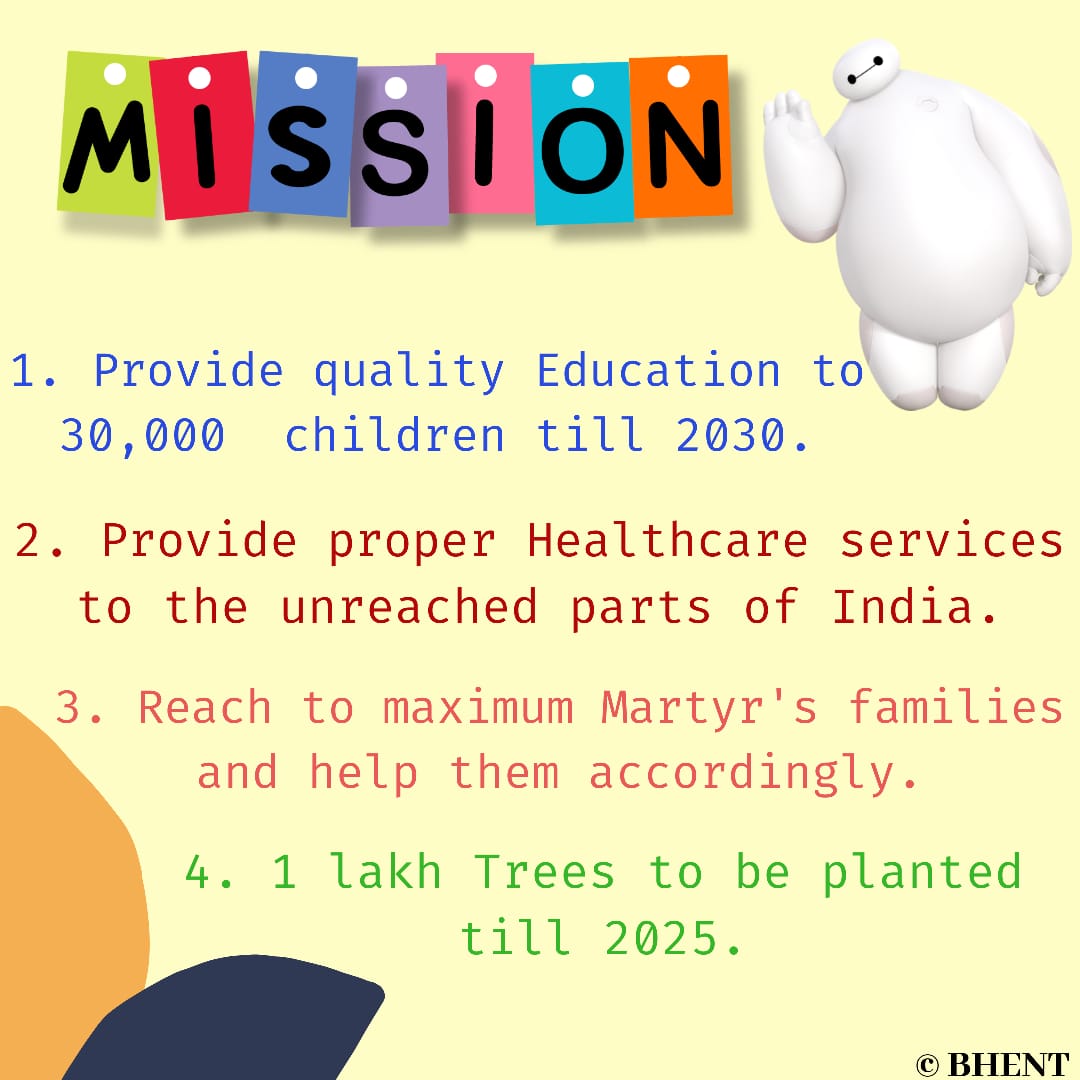 MISSION
1. Provide quality Education to
30,000 children till 2030.
2. Provide proper Healthcare services
to the unreached parts of India.
3. Reach to maximum Martyr's families
and help them accordingly.
4. 1 lakh Trees to be planted
till 2025.
© BHENT